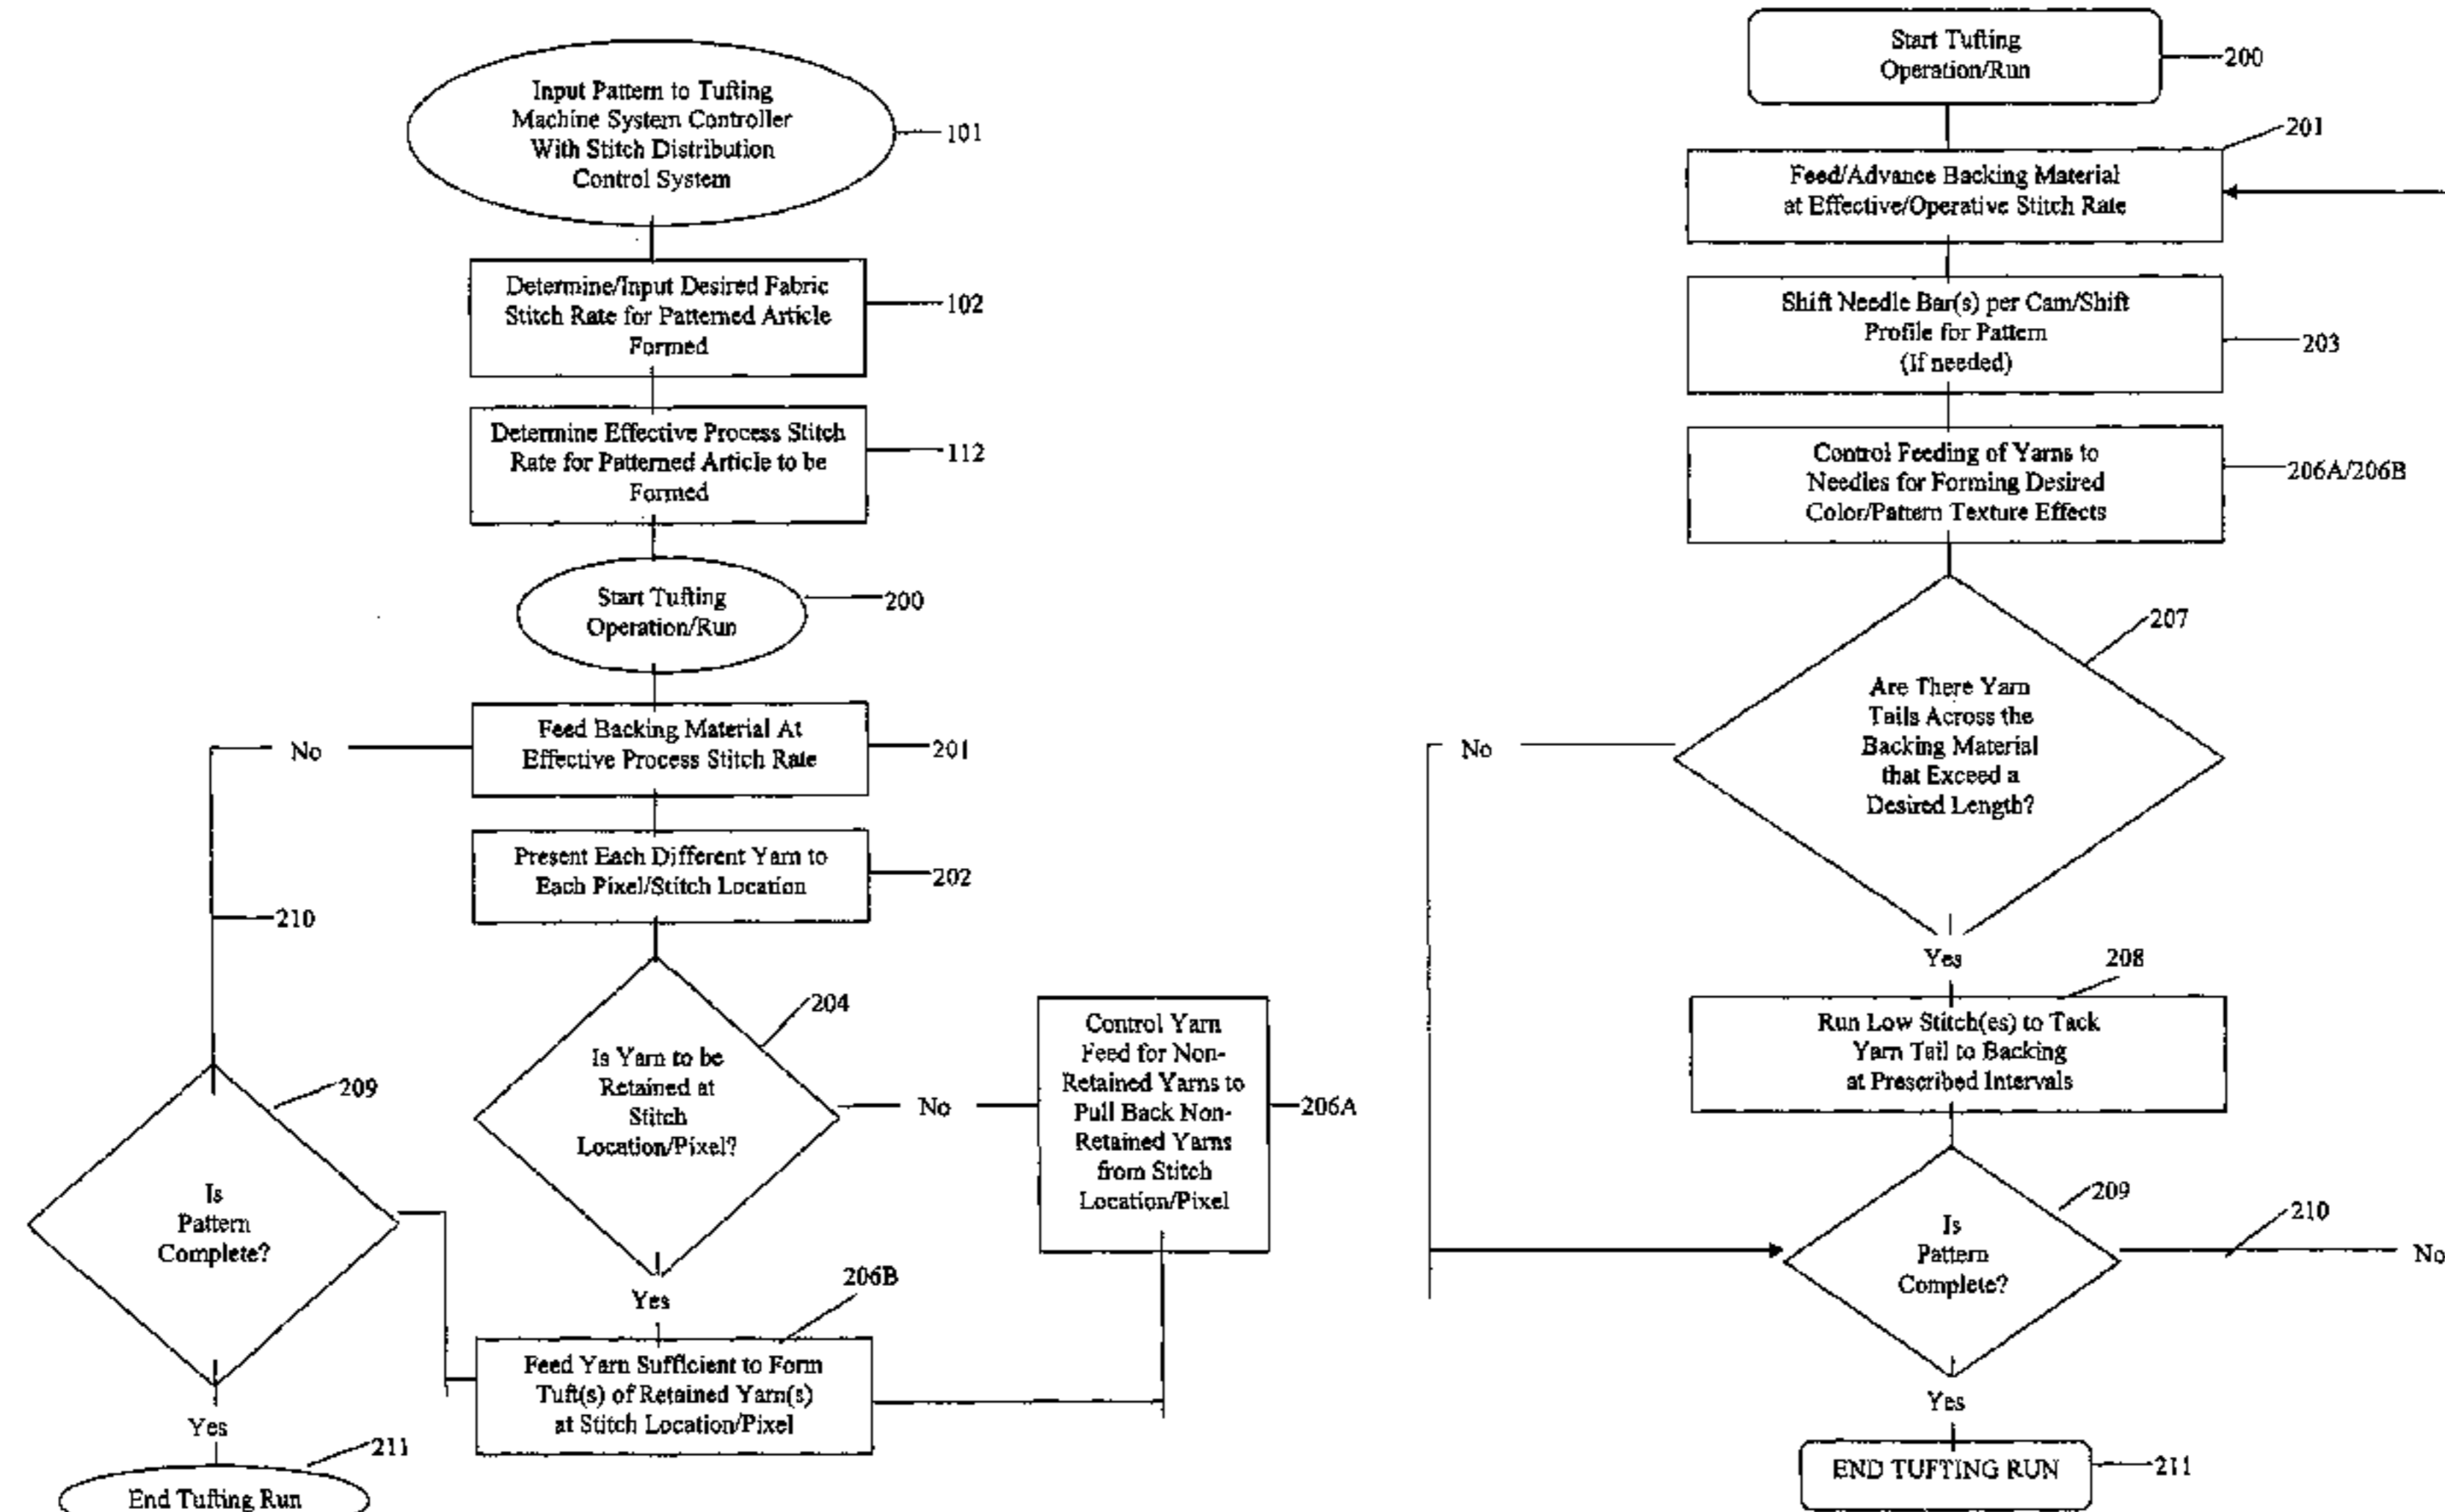 Input Pattern to Tufting
Machine System Controller
With Stitch Distribution
Control System
101
Determine/Input Desired Fabric
Stitch Rate for Patterned Article
Formed
102
Determine Effective Process Stitch
Rate for Patterned Article to be
Formed
112
Start Tufting
Operation/Run
200
Feed Backing Material At
Effective Process Stitch Rate
201
No
Present Each Different Yarn to
Each Pixel/Stitch Location
202
210
Is Yarn to be
Retained at
Stitch
Location/Pixel?
204
No
Control Yarn
Feed for Non-
Retained Yarns to
Pull Back Non-
Retained Yarns
from Stitch
Location/Pixel
206A
Yes
206B
Feed Yarn Sufficient to Form
Tuft(s) of Retained Yarn(s)
at Stitch Location/Pixel
209
Is
Pattern
Complete?
Yes
211
End Tufting Run
Start Tufting
Operation/Run
200
201
Feed/Advance Backing Material
at Effective/Operative Stitch Rate
Shift Needle Bar(s) per Cam/Shift
Profile for Pattern
(If needed)
203
Control Feeding of Yarns to
Needles for Forming Desired
Color/Pattern Texture Effects
206A/206B
207
Are There Yarn
Tails Across the
Backing Material
that Exceed a
Desired Length?
No
Yes
208
Run Low Stitch(es) to Tack
Yarn Tail to Backing
at Prescribed Intervals
209
Is
Pattern
Complete?
210
No
Yes
END TUFTING RUN
211